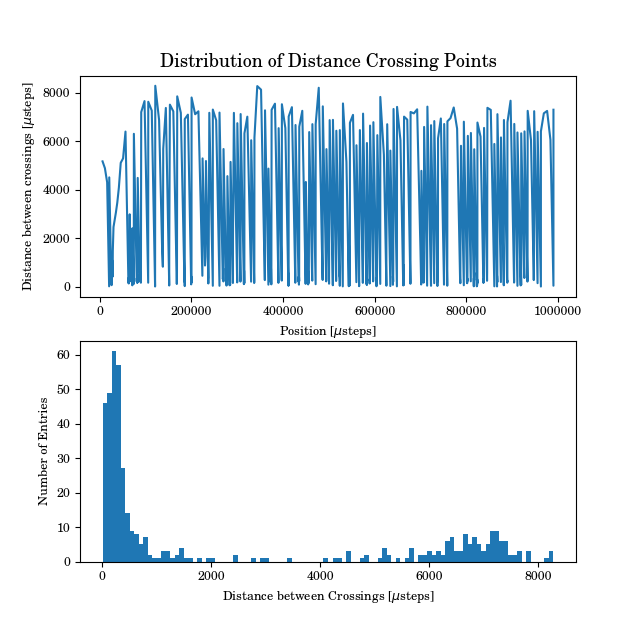 Distribution of Distance Crossing Points
Distance between crossings [μsteps]
8000
6000
4000
2000
0
0 200000 400000 600000 800000 1000000
Position [μsteps]
Number of Entries
60
50
40
30
20
10
0
0 2000 4000 6000 8000
Distance between Crossings [μsteps]